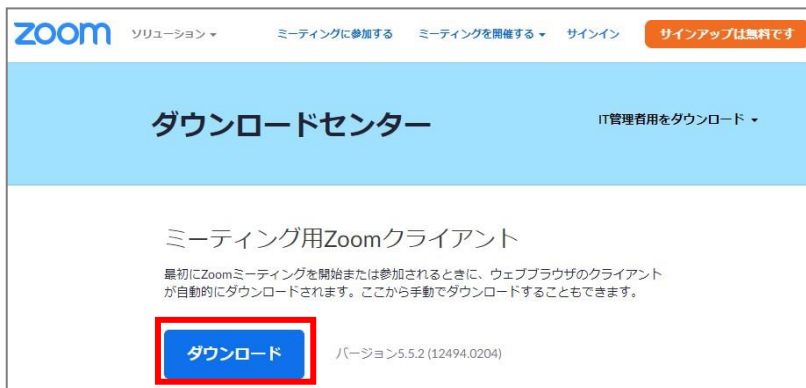 zoom ソリューション ミーティングに参加する ミーティングを開催する サインイン サインアップは無料です
ダウンロードセンター
IT管理者用をダウンロード
ミーティング用Zoomクライアント
最初にZoomミーティングを開始または参加されるときに、ウェブブラウザのクライアント
が自動的にダウンロードされます。ここから手動でダウンロードすることもできます。
ダウンロード バージョン5.5.2 (12494.0204)